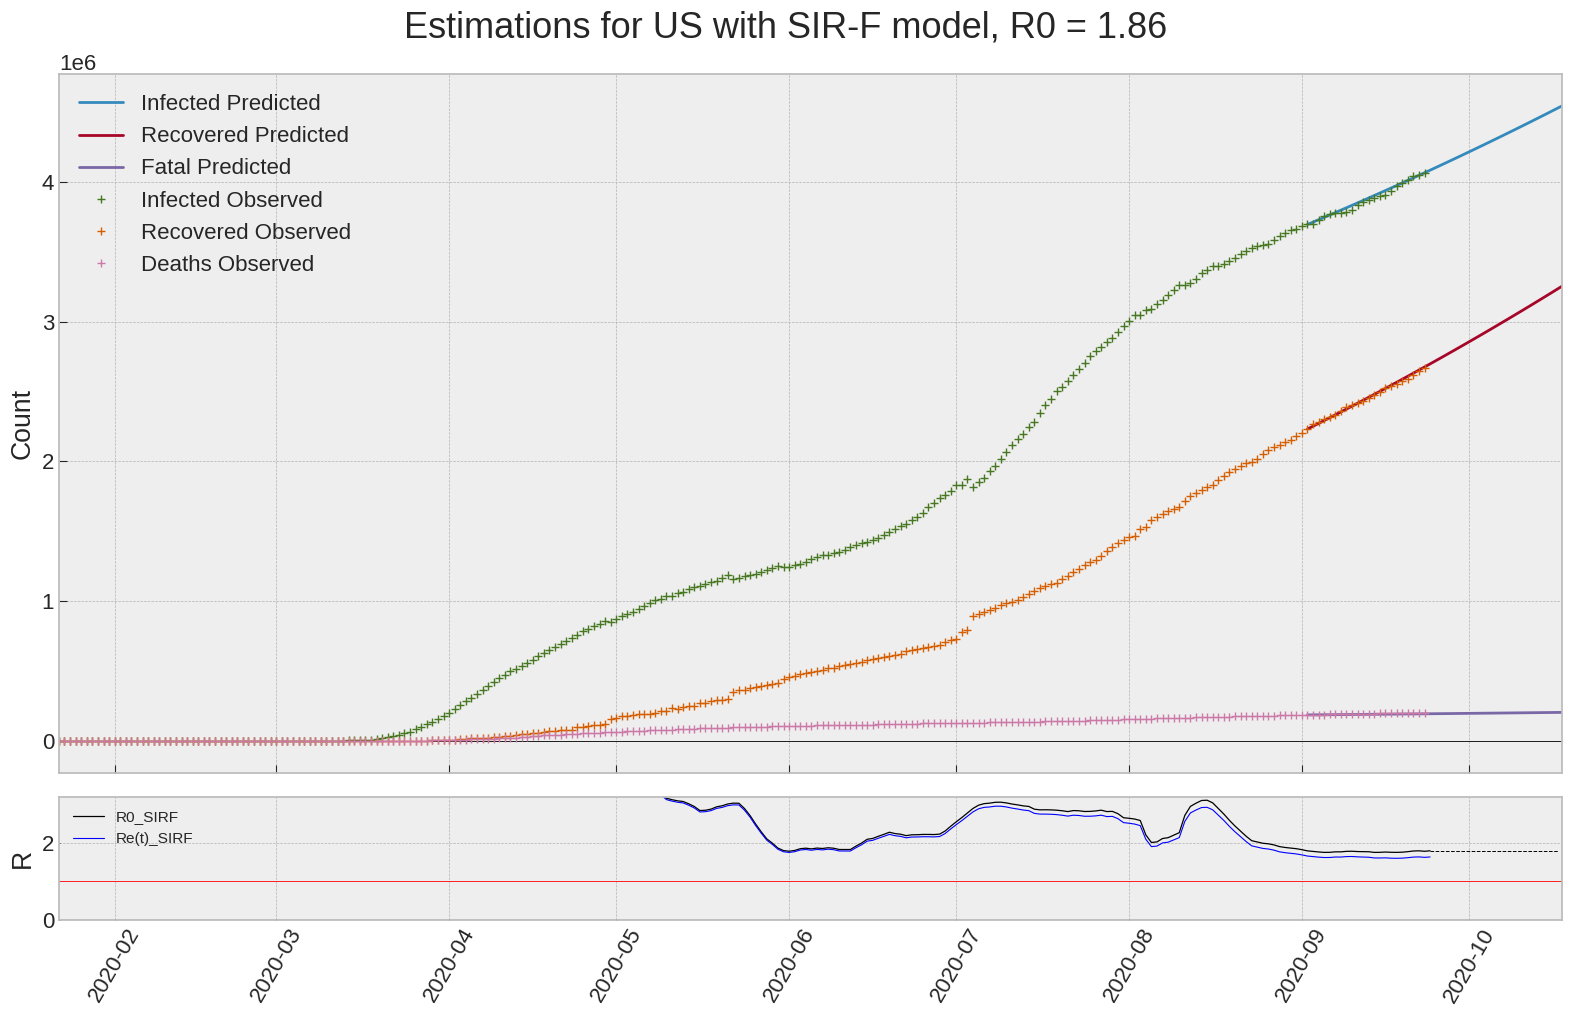 Estimations for US with SIR-F model, R0 = 1.86
1e6
Infected Predicted
Recovered Predicted
Fatal Predicted
Infected Observed
Recovered Observed
Deaths Observed
4
3
2
1
0
Count
R0_SIRF
Re(t)_SIRF
2
0
R
2020-02
2020-03
2020-04
2020-05
2020-06
2020-07
2020-08
2020-09
2020-10